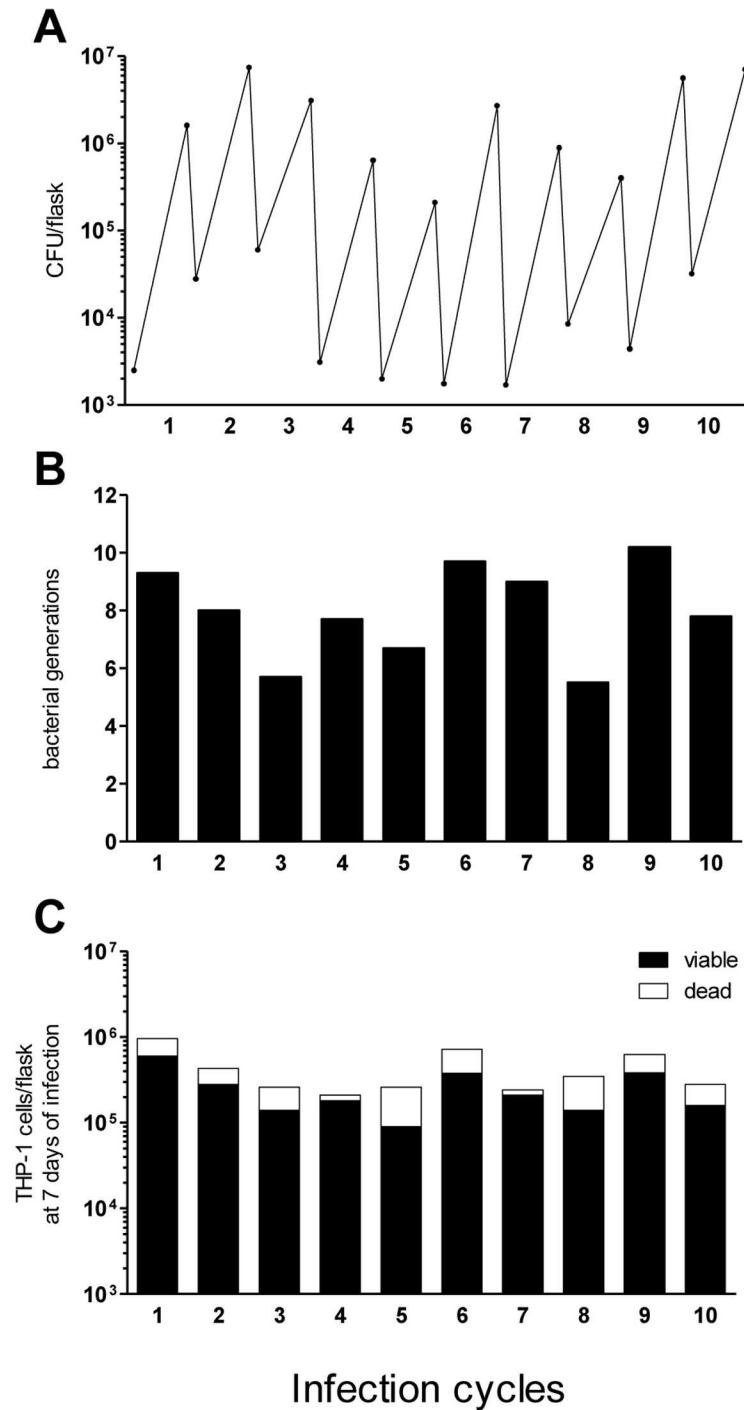 A
CFU/flask
10⁷
10⁶
10⁵
10⁴
10³
1 2 3 4 5 6 7 8 9 10
B
bacterial generations
12
10
8
6
4
2
0
1 2 3 4 5 6 7 8 9 10
C
THP-1 cells/flask
at 7 days of infection
10⁷
10⁶
10⁵
10⁴
10³
viable
dead
1 2 3 4 5 6 7 8 9 10
Infection cycles